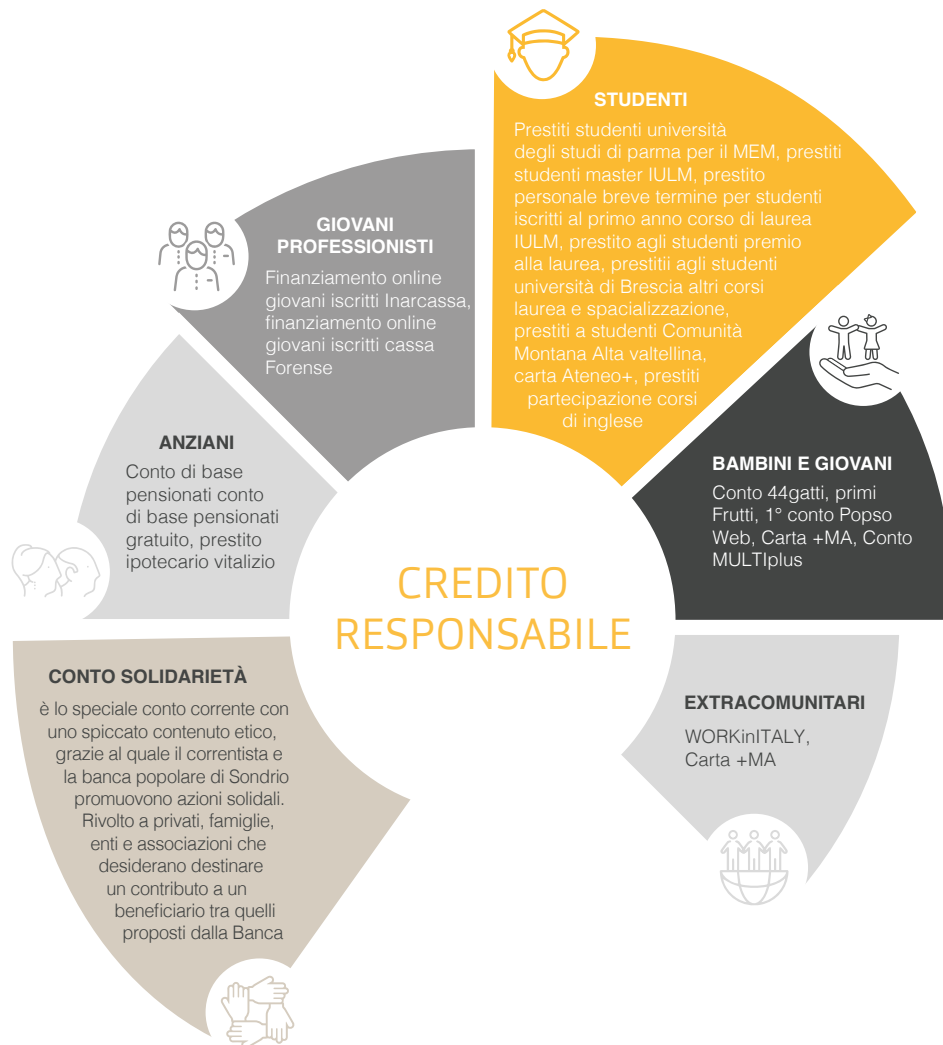 STUDENTI
Prestiti studenti università
degli studi di parma per il MEM, prestiti
studenti master IULM, prestito
personale breve termine per studenti
iscritti al primo anno corso di laurea
IULM, prestito agli studenti premio
alla laurea, prestitii agli studenti
università di Brescia altri corsi
laurea e spacializzazione,
prestiti a studenti Comunità
Montana Alta valtellina,
carta Ateneo+, prestiti
partecipazione corsi
di inglese
GIOVANI
PROFESSIONISTI
Finanziamento online
giovani iscritti Inarcassa,
finanziamento online
giovani iscritti cassa
Forense
ANZIANI
Conto di base
pensionati conto
di base pensionati
gratuito, prestito
ipotecario vitalizio
BAMBINI E GIOVANI
Conto 44gatti, primi
Frutti, 1° conto Popso
Web, Carta +MA, Conto
MULTIplus
CREDITO
RESPONSABILE
CONTO SOLIDARIETÀ
è lo speciale conto corrente con
uno spiccato contenuto etico,
grazie al quale il correntista e
la banca popolare di Sondrio
promuovono azioni solidali.
Rivolto a privati, famiglie,
enti e associazioni che
desiderano destinare
un contributo a un
beneficiario tra quelli
proposti dalla Banca
EXTRACOMUNITARI
WORKinITALY,
Carta +MA